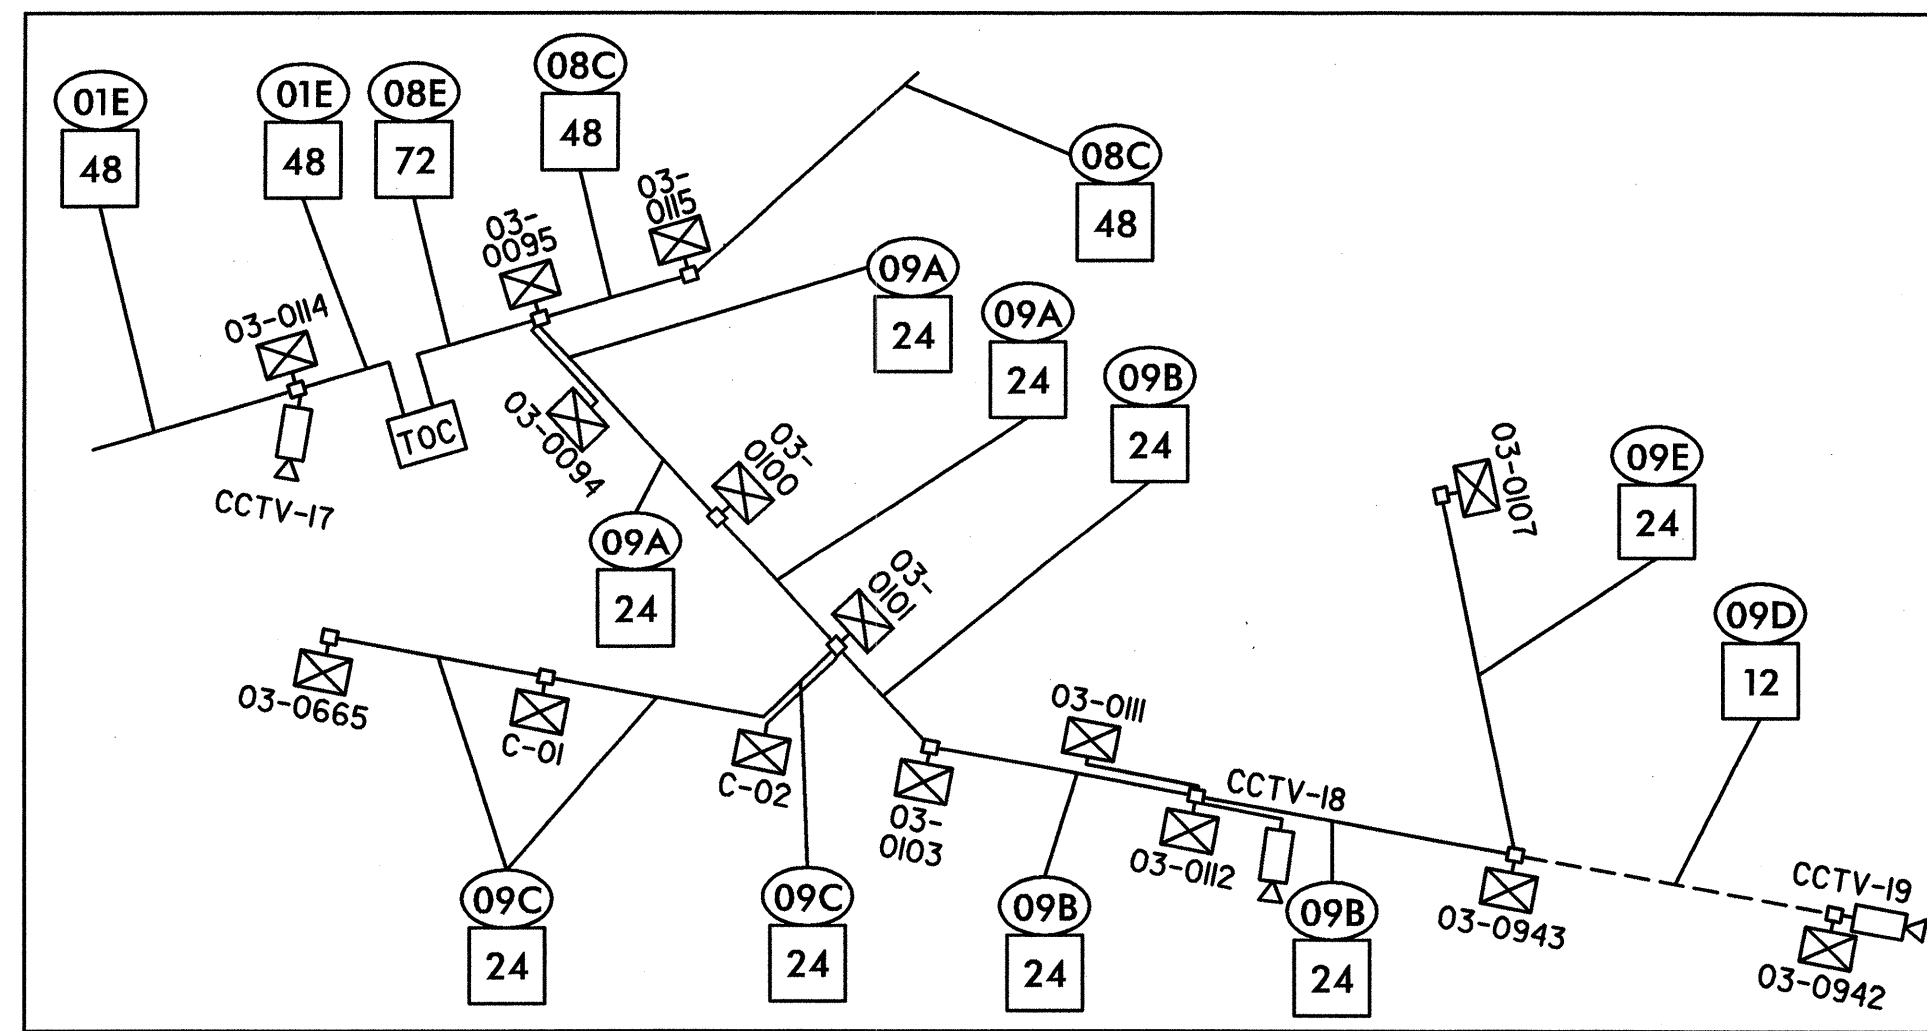 01E
48
01E
48
08E
72
08C
48
08C
48
03-
0115
03-
0095
09A
24
09A
24
09B
24
03-0114
TOC
CCTV-17
03-0094
03-
0100
09A
24
03-
0101
03-0107
09E
24
09D
12
03-0665
C-01
C-02
03-
0103
03-0111
CCTV-18
03-0112
03-0943
CCTV-19
03-0942
09C
24
09C
24
09B
24
09B
24